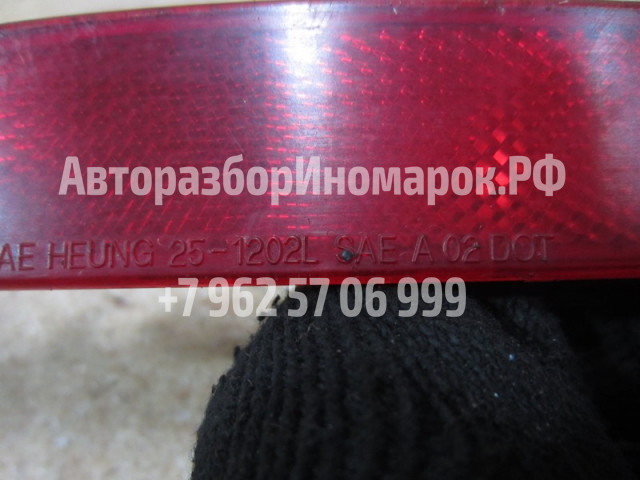 АвторазборИномарок.РФ
AE HEUNG 25-1202L SAE A 02 DOT
+7 962 57 06 999